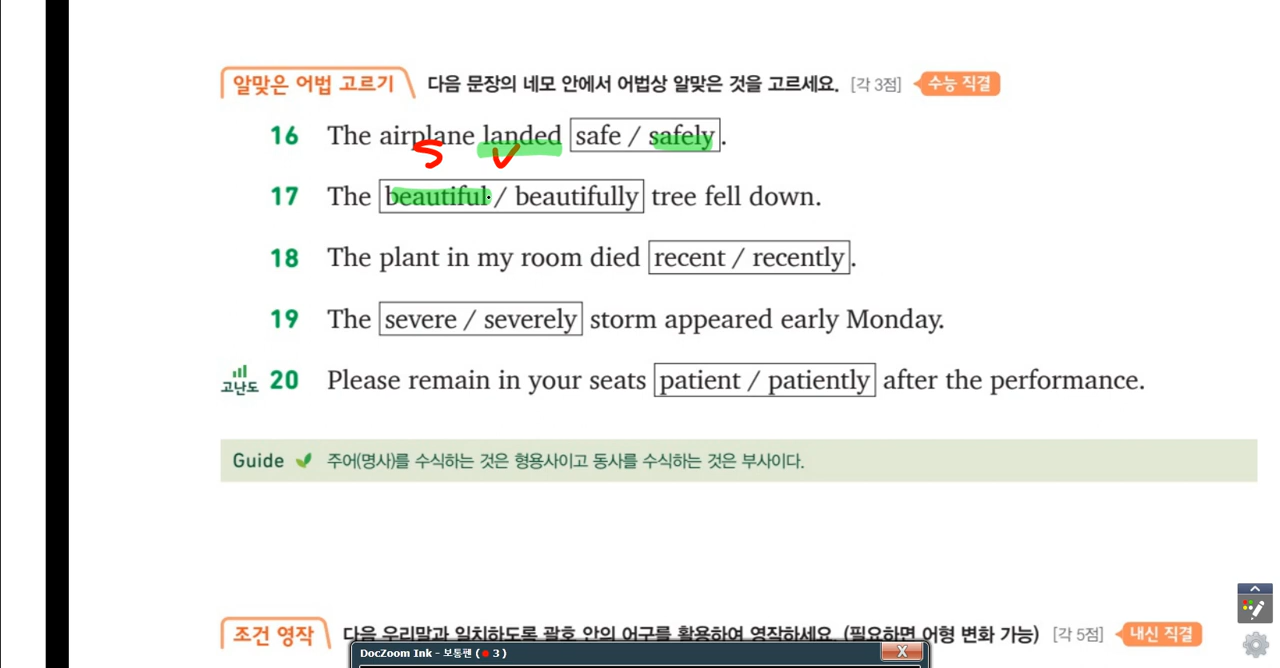 알맞은 어법 고르기 다음 문장의 네모 안에서 어법상 알맞은 것을 고르세요. [각 3점] 수능 직결
16 The airplane landed safe / safely.
S V
17 The beautiful / beautifully tree fell down.
18 The plant in my room died recent / recently.
19 The severe / severely storm appeared early Monday.
고난도 20 Please remain in your seats patient / patiently after the performance.
Guide 주어(명사)를 수식하는 것은 형용사이고 동사를 수식하는 것은 부사이다.
조건 영작 다음 우리말과 일치하도록 괄호 안의 어구를 활용하여 영작하세요. (필요하면 어형 변화 가능) [각 5점] 내신 직결
DocZoom Ink - 보통펜 ( 3 ) X